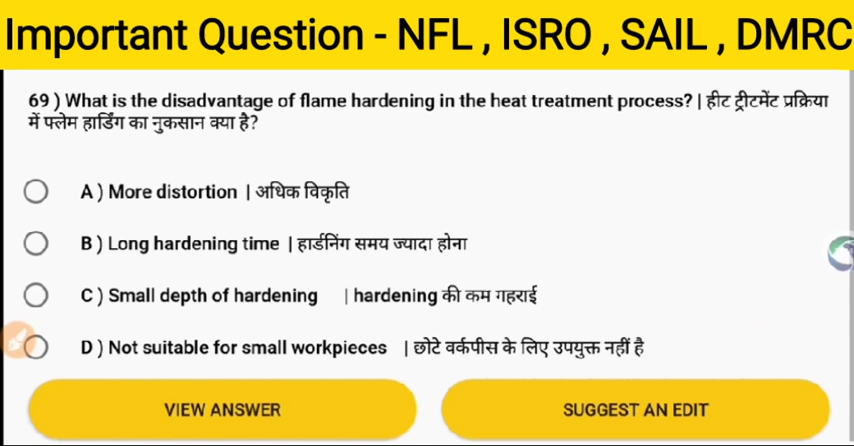 Important Question - NFL , ISRO , SAIL , DMRC
69 ) What is the disadvantage of flame hardening in the heat treatment process? | हीट ट्रीटमेंट प्रक्रिया
में फ्लेम हार्डिंग का नुकसान क्या है?
A ) More distortion | अधिक विकृति
B ) Long hardening time | हार्डनिंग समय ज्यादा होना
C ) Small depth of hardening | hardening की कम गहराई
D ) Not suitable for small workpieces | छोटे वर्कपीस के लिए उपयुक्त नहीं है
VIEW ANSWER
SUGGEST AN EDIT